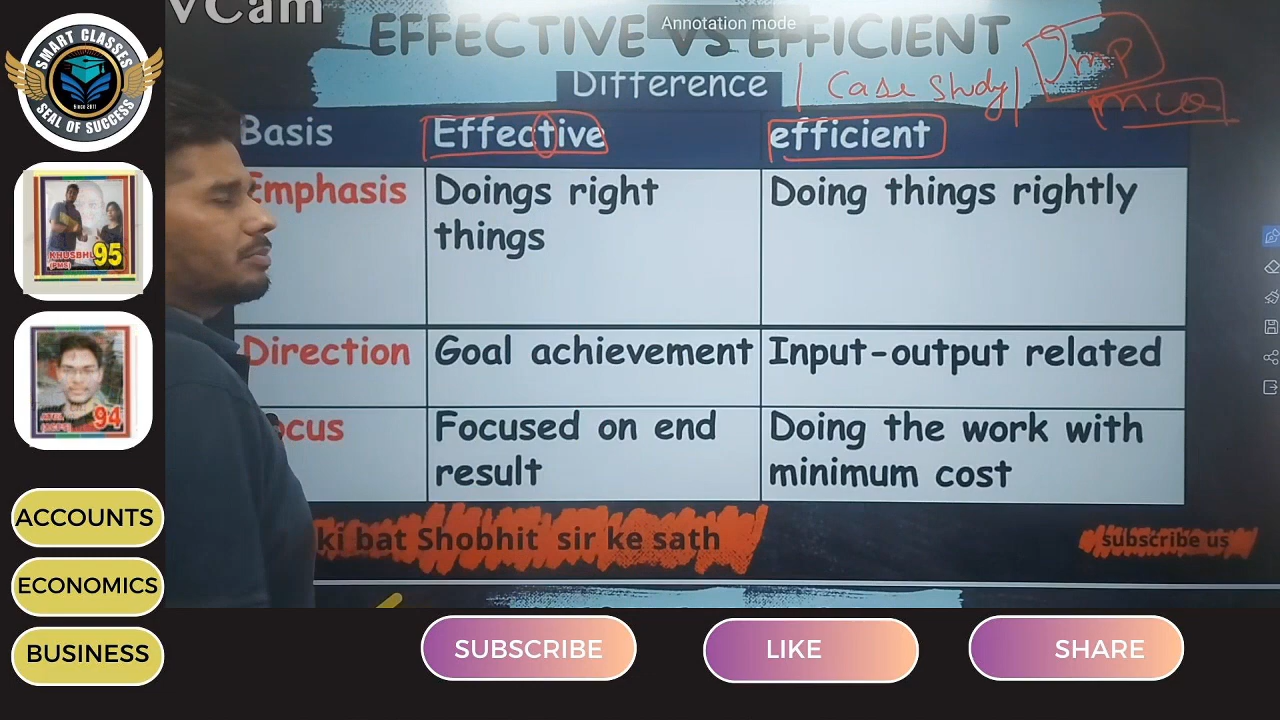 VCam
Annotation mode
EFFECTIVE VS EFFICIENT
Difference | Case study |
Imp
mcq
SMART CLASSES
Since 2011
SEAL OF SUCCESS
Basis Effective efficient
Emphasis Doings right things Doing things rightly
Direction Goal achievement Input-output related
ocus Focused on end result Doing the work with minimum cost
95
94
ki bat Shobhit sir ke sath
subscribe us
ACCOUNTS
ECONOMICS
BUSINESS
SUBSCRIBE
LIKE
SHARE